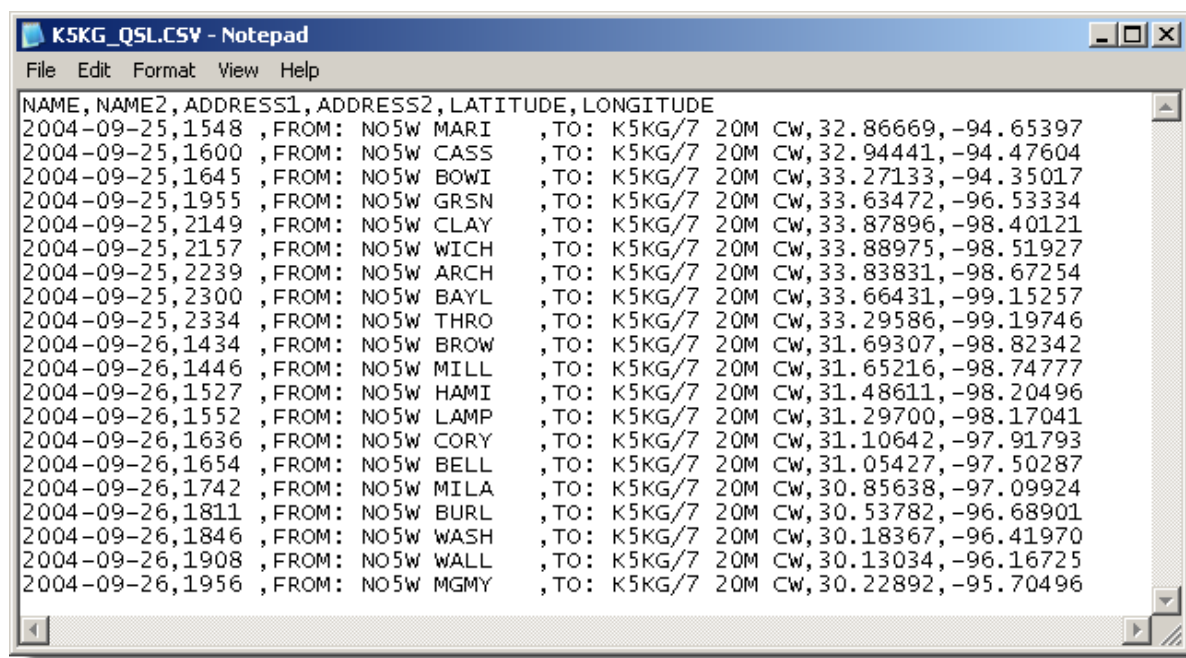 K5KG_QSL.CSV - Notepad
File Edit Format View Help
NAME,NAME2,ADDRESS1,ADDRESS2,LATITUDE,LONGITUDE
2004-09-25,1548 ,FROM: NO5W MARI    ,TO: K5KG/7 20M CW,32.86669,-94.65397
2004-09-25,1600 ,FROM: NO5W CASS    ,TO: K5KG/7 20M CW,32.94441,-94.47604
2004-09-25,1645 ,FROM: NO5W BOWI    ,TO: K5KG/7 20M CW,33.27133,-94.35017
2004-09-25,1955 ,FROM: NO5W GRSN    ,TO: K5KG/7 20M CW,33.63472,-96.53334
2004-09-25,2149 ,FROM: NO5W CLAY    ,TO: K5KG/7 20M CW,33.87896,-98.40121
2004-09-25,2157 ,FROM: NO5W WICH    ,TO: K5KG/7 20M CW,33.88975,-98.51927
2004-09-25,2239 ,FROM: NO5W ARCH    ,TO: K5KG/7 20M CW,33.83831,-98.67254
2004-09-25,2300 ,FROM: NO5W BAYL    ,TO: K5KG/7 20M CW,33.66431,-99.15257
2004-09-25,2334 ,FROM: NO5W THRO    ,TO: K5KG/7 20M CW,33.29586,-99.19746
2004-09-26,1434 ,FROM: NO5W BROW    ,TO: K5KG/7 20M CW,31.69307,-98.82342
2004-09-26,1446 ,FROM: NO5W MILL    ,TO: K5KG/7 20M CW,31.65216,-98.74777
2004-09-26,1527 ,FROM: NO5W HAMI    ,TO: K5KG/7 20M CW,31.48611,-98.20496
2004-09-26,1552 ,FROM: NO5W LAMP    ,TO: K5KG/7 20M CW,31.29700,-98.17041
2004-09-26,1636 ,FROM: NO5W CORY    ,TO: K5KG/7 20M CW,31.10642,-97.91793
2004-09-26,1654 ,FROM: NO5W BELL    ,TO: K5KG/7 20M CW,31.05427,-97.50287
2004-09-26,1742 ,FROM: NO5W MILA    ,TO: K5KG/7 20M CW,30.85638,-97.09924
2004-09-26,1811 ,FROM: NO5W BURL    ,TO: K5KG/7 20M CW,30.53782,-96.68901
2004-09-26,1846 ,FROM: NO5W WASH    ,TO: K5KG/7 20M CW,30.18367,-96.41970
2004-09-26,1908 ,FROM: NO5W WALL    ,TO: K5KG/7 20M CW,30.13034,-96.16725
2004-09-26,1956 ,FROM: NO5W MGMY    ,TO: K5KG/7 20M CW,30.22892,-95.70496